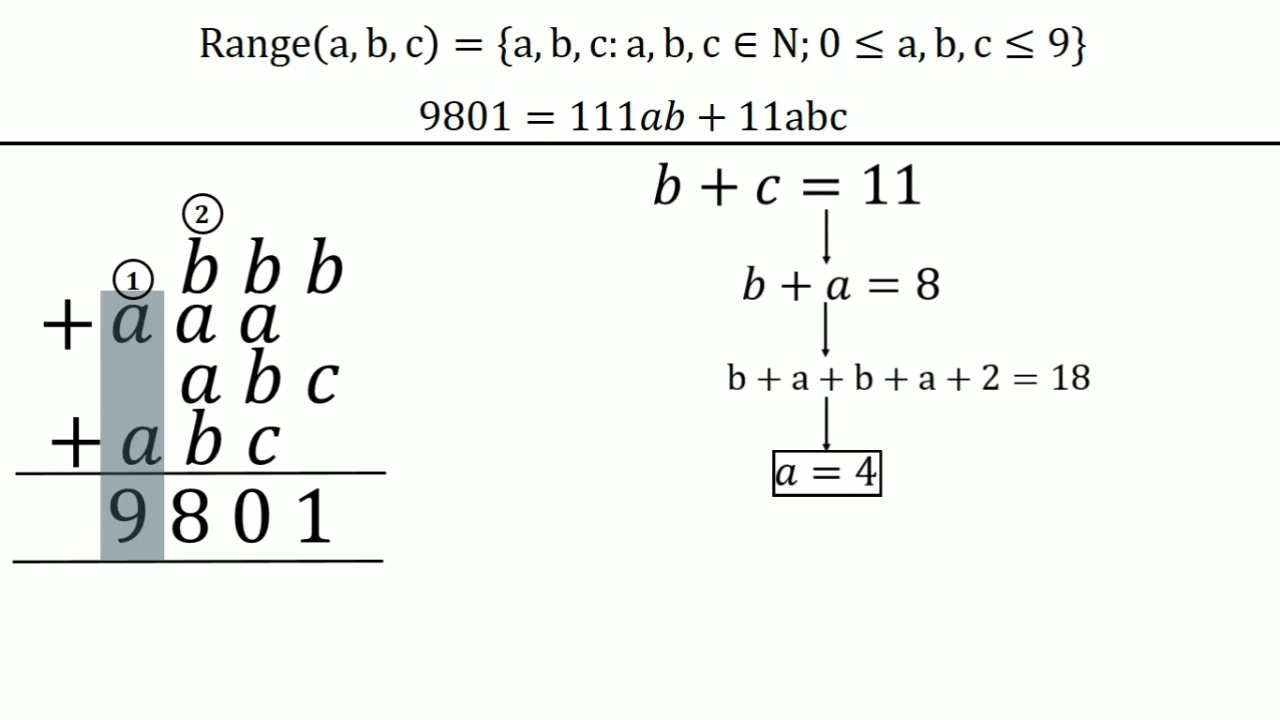 Range(a, b, c) = {a, b, c: a, b, c ∈ N; 0 ≤ a, b, c ≤ 9}
9801 = 111ab + 11abc
b + c = 11
b + a = 8
b + a + b + a + 2 = 18
a = 4
②
b b b
①
+ a a a
a b c
+ a b c
9 8 0 1